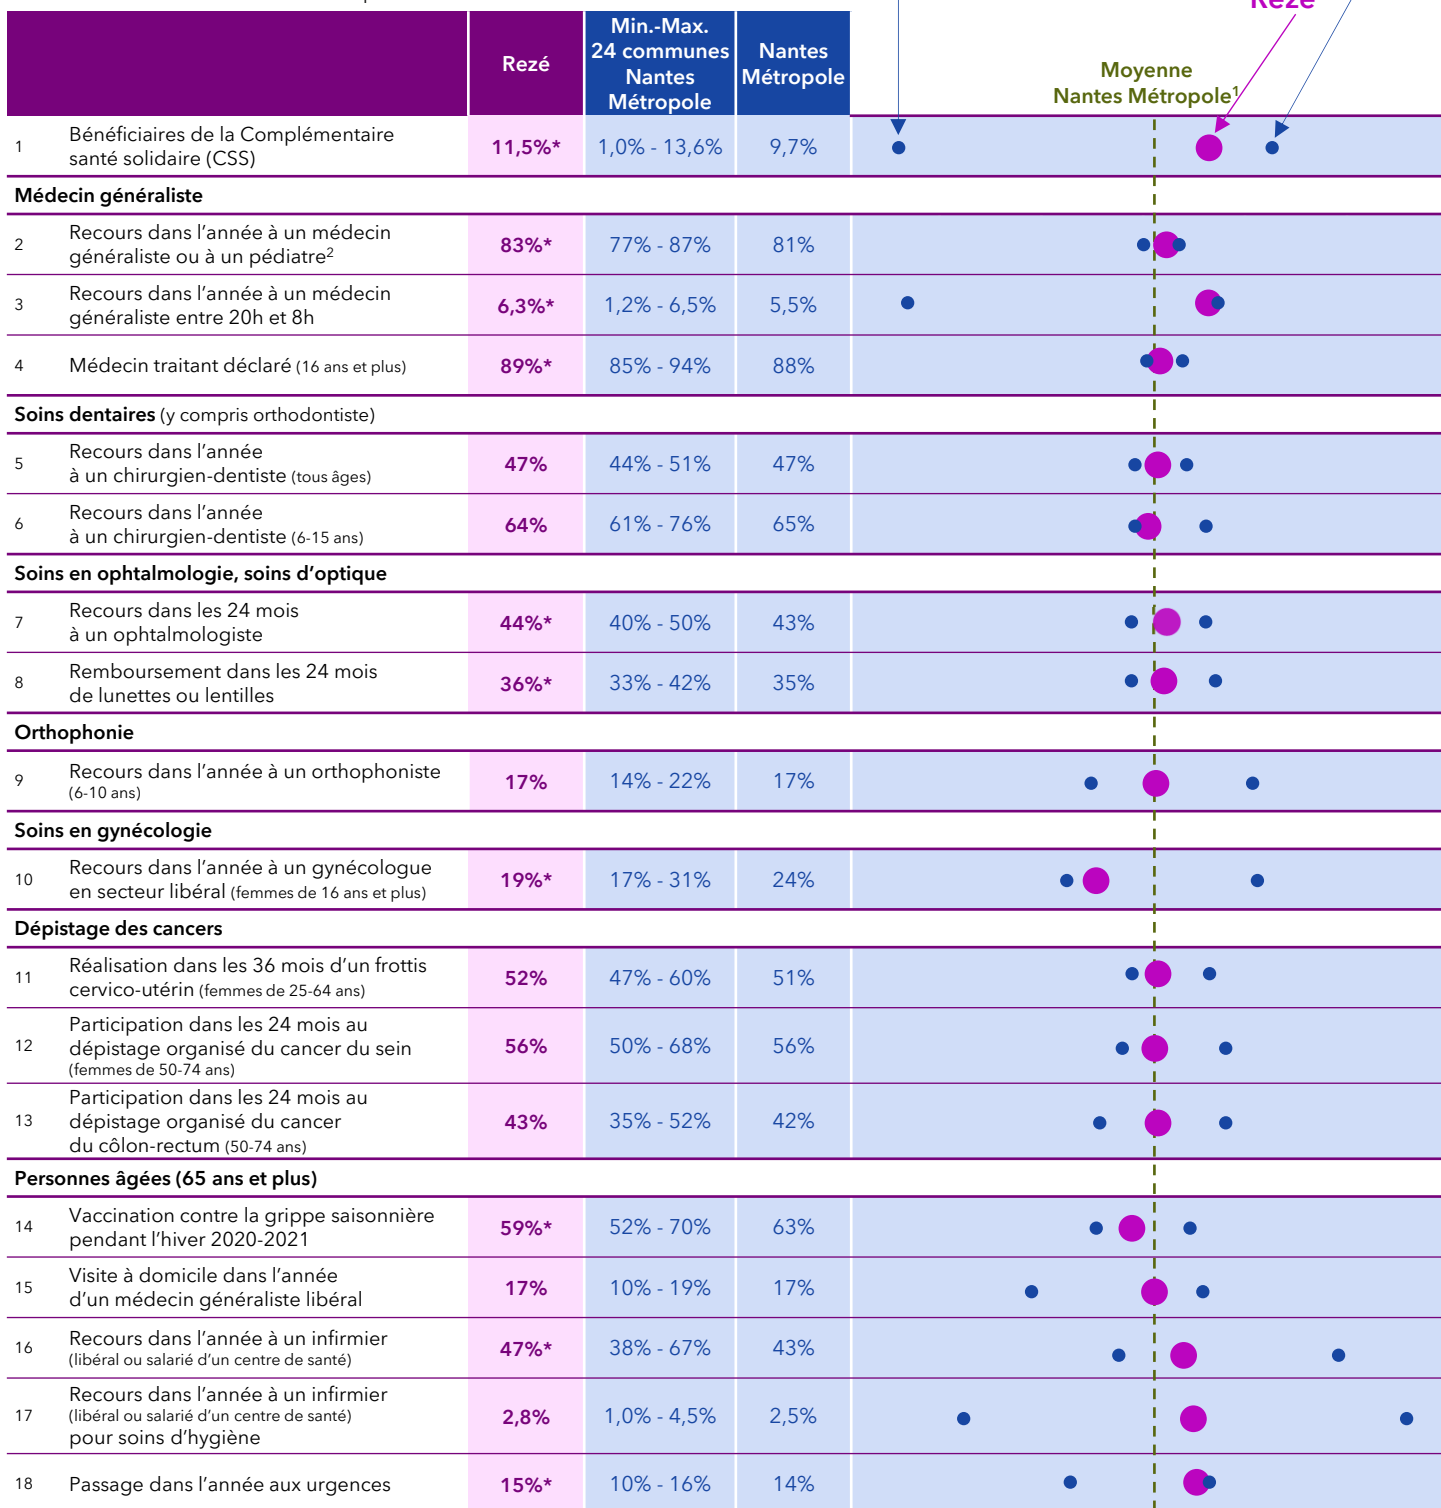 Rezé
Rezé
Min.-Max.
24 communes
Nantes
Métropole
Nantes
Métropole
Moyenne
Nantes Métropole1
1 Bénéficiaires de la Complémentaire
santé solidaire (CSS)
11,5%* 1,0% - 13,6% 9,7%
Médecin généraliste
2 Recours dans l'année à un médecin
généraliste ou à un pédiatre2
83%* 77% - 87% 81%
3 Recours dans l'année à un médecin
généraliste entre 20h et 8h
6,3%* 1,2% - 6,5% 5,5%
4 Médecin traitant déclaré (16 ans et plus) 89%* 85% - 94% 88%
Soins dentaires (y compris orthodontiste)
5 Recours dans l'année
à un chirurgien-dentiste (tous âges)
47% 44% - 51% 47%
6 Recours dans l'année
à un chirurgien-dentiste (6-15 ans)
64% 61% - 76% 65%
Soins en ophtalmologie, soins d'optique
7 Recours dans les 24 mois
à un ophtalmologiste
44%* 40% - 50% 43%
8 Remboursement dans les 24 mois
de lunettes ou lentilles
36%* 33% - 42% 35%
Orthophonie
9 Recours dans l'année à un orthophoniste
(6-10 ans)
17% 14% - 22% 17%
Soins en gynécologie
10 Recours dans l'année à un gynécologue
en secteur libéral (femmes de 16 ans et plus)
19%* 17% - 31% 24%
Dépistage des cancers
11 Réalisation dans les 36 mois d'un frottis
cervico-utérin (femmes de 25-64 ans)
52% 47% - 60% 51%
12 Participation dans les 24 mois au
dépistage organisé du cancer du sein
(femmes de 50-74 ans)
56% 50% - 68% 56%
13 Participation dans les 24 mois au
dépistage organisé du cancer
du côlon-rectum (50-74 ans)
43% 35% - 52% 42%
Personnes âgées (65 ans et plus)
14 Vaccination contre la grippe saisonnière
pendant l'hiver 2020-2021
59%* 52% - 70% 63%
15 Visite à domicile dans l'année
d'un médecin généraliste libéral
17% 10% - 19% 17%
16 Recours dans l'année à un infirmier
(libéral ou salarié d'un centre de santé)
47%* 38% - 67% 43%
17 Recours dans l'année à un infirmier
(libéral ou salarié d'un centre de santé)
pour soins d'hygiène
2,8% 1,0% - 4,5% 2,5%
18 Passage dans l'année aux urgences 15%* 10% - 16% 14%